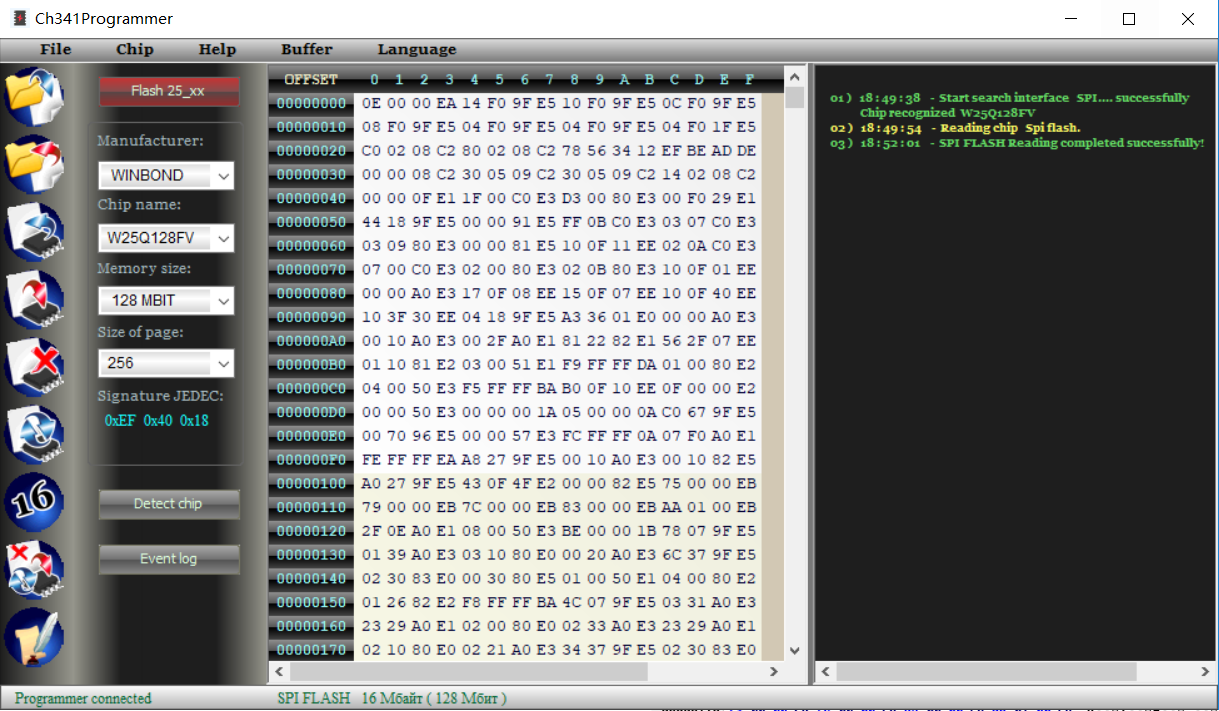 Ch341Programmer
File Chip Help Buffer Language
Flash 25_xx
Manufacturer:
WINBOND
Chip name:
W25Q128FV
Memory size:
128 MBIT
Size of page:
256
Signature JEDEC:
0xEF 0x40 0x18
16
Detect chip
Event log
OFFSET 0 1 2 3 4 5 6 7 8 9 A B C D E F
00000000 0E 00 00 EA 14 F0 9F E5 10 F0 9F E5 0C F0 9F E5
00000010 08 F0 9F E5 04 F0 9F E5 04 F0 9F E5 04 F0 1F E5
00000020 C0 02 08 C2 80 02 08 C2 78 56 34 12 EF BE AD DE
00000030 00 00 08 C2 30 05 09 C2 30 05 09 C2 14 02 08 C2
00000040 00 00 0F E1 1F 00 C0 E3 D3 00 80 E3 00 F0 29 E1
00000050 44 18 9F E5 00 00 91 E5 FF 0B C0 E3 03 07 C0 E3
00000060 03 09 80 E3 00 00 81 E5 10 0F 11 EE 02 0A C0 E3
00000070 07 00 C0 E3 02 00 80 E3 02 0B 80 E3 10 0F 01 EE
00000080 00 00 A0 E3 17 0F 08 EE 15 0F 07 EE 10 0F 40 EE
00000090 10 3F 30 EE 04 18 9F E5 A3 36 01 E0 00 00 A0 E3
000000A0 00 10 A0 E3 00 2F A0 E1 81 22 82 E1 56 2F 07 EE
000000B0 01 10 81 E2 03 00 51 E1 F9 FF FF DA 01 00 80 E2
000000C0 04 00 50 E3 F5 FF FF BA B0 0F 10 EE 0F 00 00 E2
000000D0 00 00 50 E3 00 00 00 1A 05 00 00 0A C0 67 9F E5
000000E0 00 70 96 E5 00 00 57 E3 FC FF FF 0A 07 F0 A0 E1
000000F0 FE FF FF EA A8 27 9F E5 00 10 A0 E3 00 10 82 E5
00000100 A0 27 9F E5 43 0F 4F E2 00 00 82 E5 75 00 00 EB
00000110 79 00 00 EB 7C 00 00 EB 83 00 00 EB AA 01 00 EB
00000120 2F 0E A0 E1 08 00 50 E3 BE 00 00 1B 78 07 9F E5
00000130 01 39 A0 E3 03 10 80 E0 00 20 A0 E3 6C 37 9F E5
00000140 02 30 83 E0 00 30 80 E5 01 00 50 E1 04 00 80 E2
00000150 01 26 82 E2 F8 FF FF BA 4C 07 9F E5 03 31 A0 E3
00000160 23 29 A0 E1 02 00 80 E0 02 33 A0 E3 23 29 A0 E1
00000170 02 10 80 E0 02 21 A0 E3 34 37 9F E5 02 30 83 E0
01) 18:49:38 - Start search interface SPI.... successfully
Chip recognized W25Q128FV
02) 18:49:54 - Reading chip Spi flash.
03) 18:52:01 - SPI FLASH Reading completed successfully!
Programmer connected
SPI FLASH 16 Мбайт ( 128 Мбит )